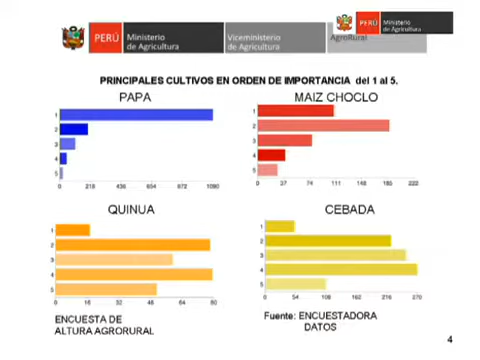 PERÚ
Ministerio
de Agricultura
Viceministerio
de Agricultura
AgroRural
PERÚ
Ministerio
de Agricultura
PRINCIPALES CULTIVOS EN ORDEN DE IMPORTANCIA del 1 al 5.
PAPA
1
2
3
4
5
0 218 436 654 872 1090
MAIZ CHOCLO
1
2
3
4
5
0 37 74 111 148 185 222
QUINUA
1
2
3
4
5
0 16 32 48 64 80
CEBADA
1
2
3
4
5
0 54 108 162 216 270
ENCUESTA DE
ALTURA AGRORURAL
Fuente: ENCUESTADORA
DATOS
4